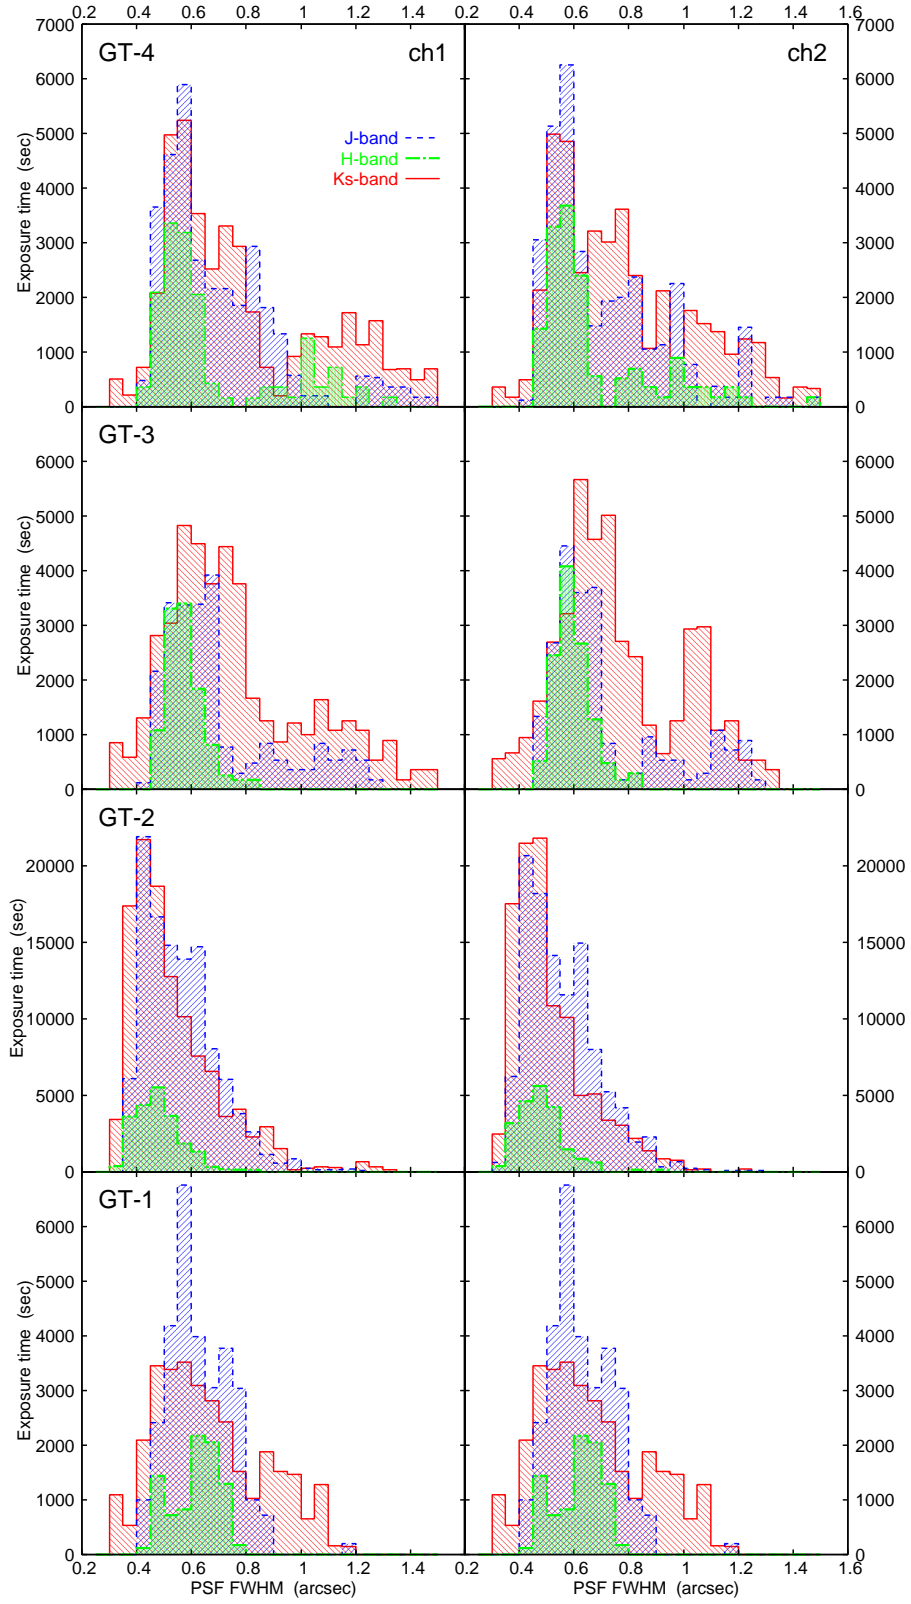 0.2 0.4 0.6 0.8 1 1.2 1.4 0.2 0.4 0.6 0.8 1 1.2 1.4 1.6
7000 7000
GT-4 ch1 ch2
6000 6000
J-band
H-band
Ks-band
5000 5000
4000 4000
3000 3000
2000 2000
1000 1000
0 0
Exposure time (sec)
GT-3
6000 6000
5000 5000
4000 4000
3000 3000
2000 2000
1000 1000
0 0
Exposure time (sec)
GT-2
20000 20000
15000 15000
10000 10000
5000 5000
0 0
Exposure time (sec)
GT-1
6000 6000
5000 5000
4000 4000
3000 3000
2000 2000
1000 1000
0 0
Exposure time (sec)
0.2 0.4 0.6 0.8 1 1.2 1.4 0.2 0.4 0.6 0.8 1 1.2 1.4 1.6
PSF FWHM (arcsec) PSF FWHM (arcsec)